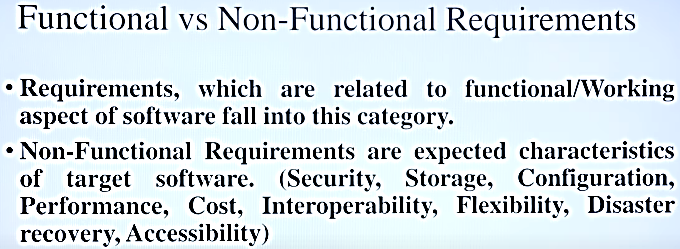 Functional vs Non-Functional Requirements
• Requirements, which are related to functional/Working
aspect of software fall into this category.
• Non-Functional Requirements are expected characteristics
of target software. (Security, Storage, Configuration,
Performance, Cost, Interoperability, Flexibility, Disaster
recovery, Accessibility)